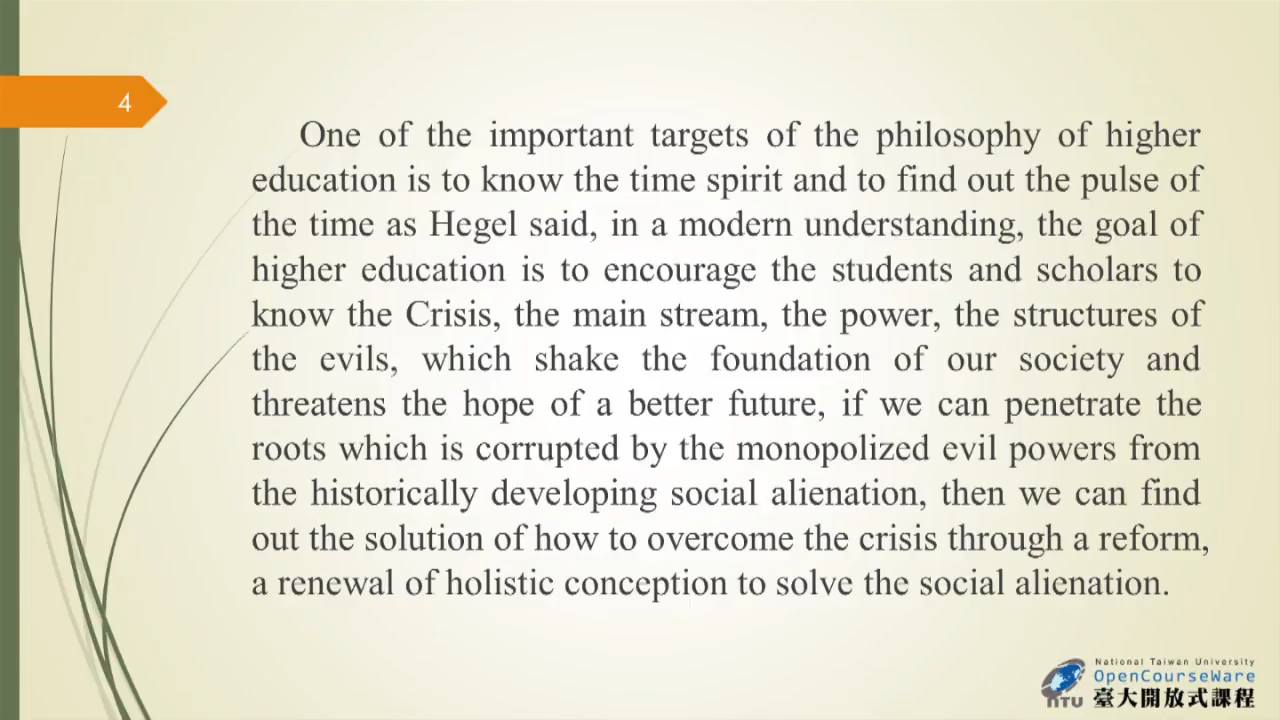 4
One of the important targets of the philosophy of higher
education is to know the time spirit and to find out the pulse of
the time as Hegel said, in a modern understanding, the goal of
higher education is to encourage the students and scholars to
know the Crisis, the main stream, the power, the structures of
the evils, which shake the foundation of our society and
threatens the hope of a better future, if we can penetrate the
roots which is corrupted by the monopolized evil powers from
the historically developing social alienation, then we can find
out the solution of how to overcome the crisis through a reform,
a renewal of holistic conception to solve the social alienation.
National Taiwan University
OpenCourseWare
臺大開放式課程
NTU